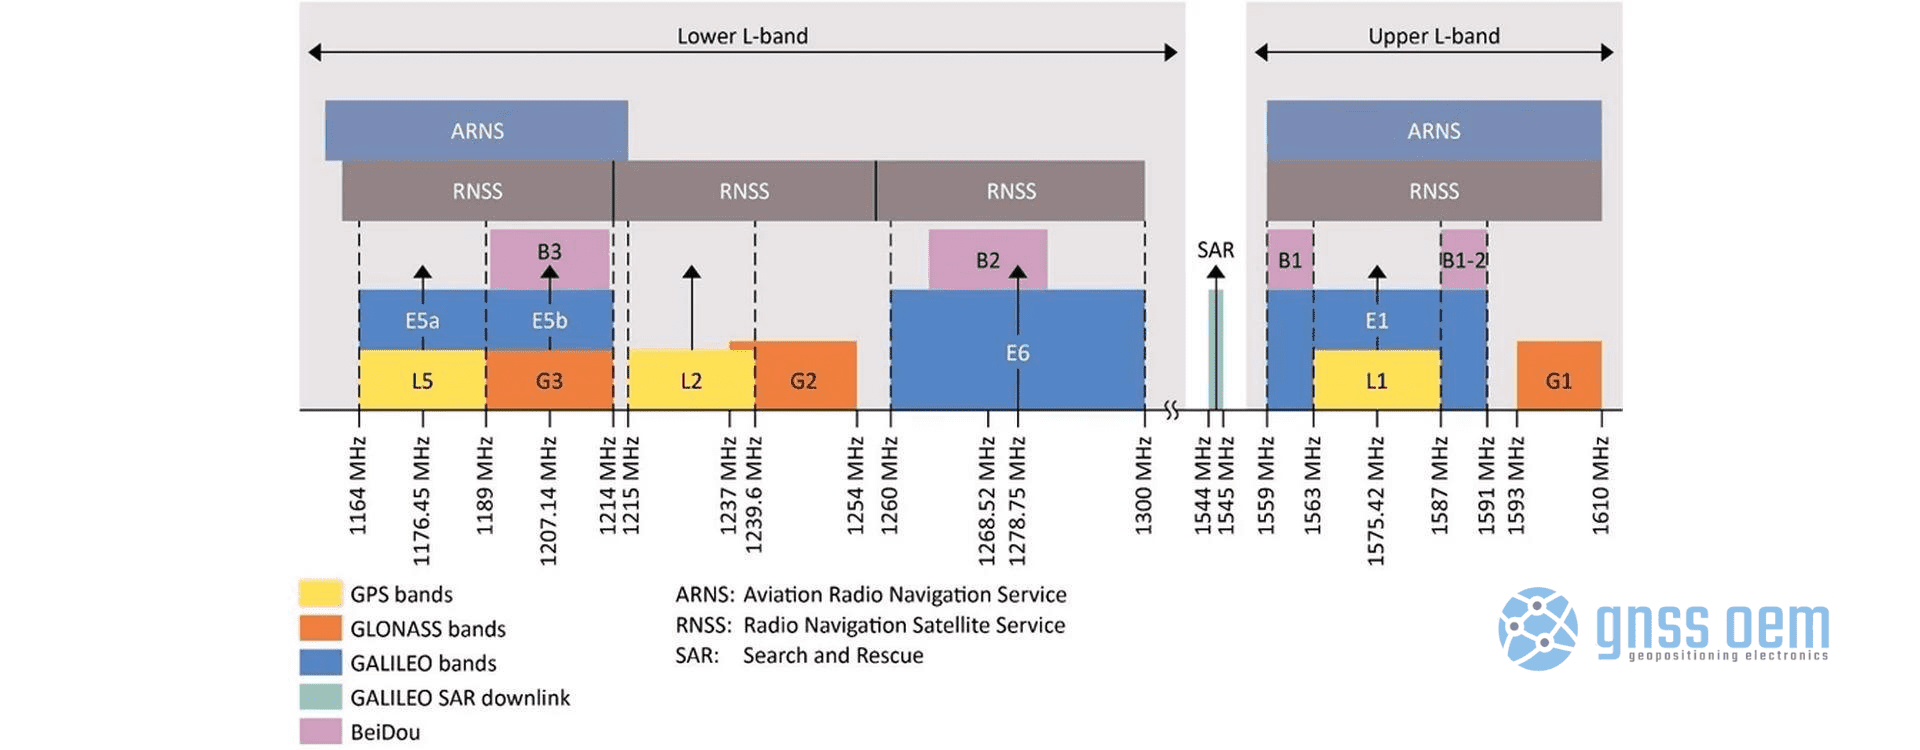 Lower L-band
Upper L-band
ARNS
ARNS
RNSS
RNSS
RNSS
RNSS
B3
B2
SAR
B1
B1-2
E5a
E5b
E6
E1
L5
G3
L2
G2
L1
G1
1164 MHz
1176.45 MHz
1189 MHz
1207.14 MHz
1214 MHz
1215 MHz
1237 MHz
1239.6 MHz
1254 MHz
1260 MHz
1268.52 MHz
1278.75 MHz
1300 MHz
1544 MHz
1545 MHz
1559 MHz
1563 MHz
1575.42 MHz
1587 MHz
1591 MHz
1593 MHz
1610 MHz
GPS bands
GLONASS bands
GALILEO bands
GALILEO SAR downlink
BeiDou
ARNS: Aviation Radio Navigation Service
RNSS: Radio Navigation Satellite Service
SAR: Search and Rescue
gnss oem
geopositioning electronics